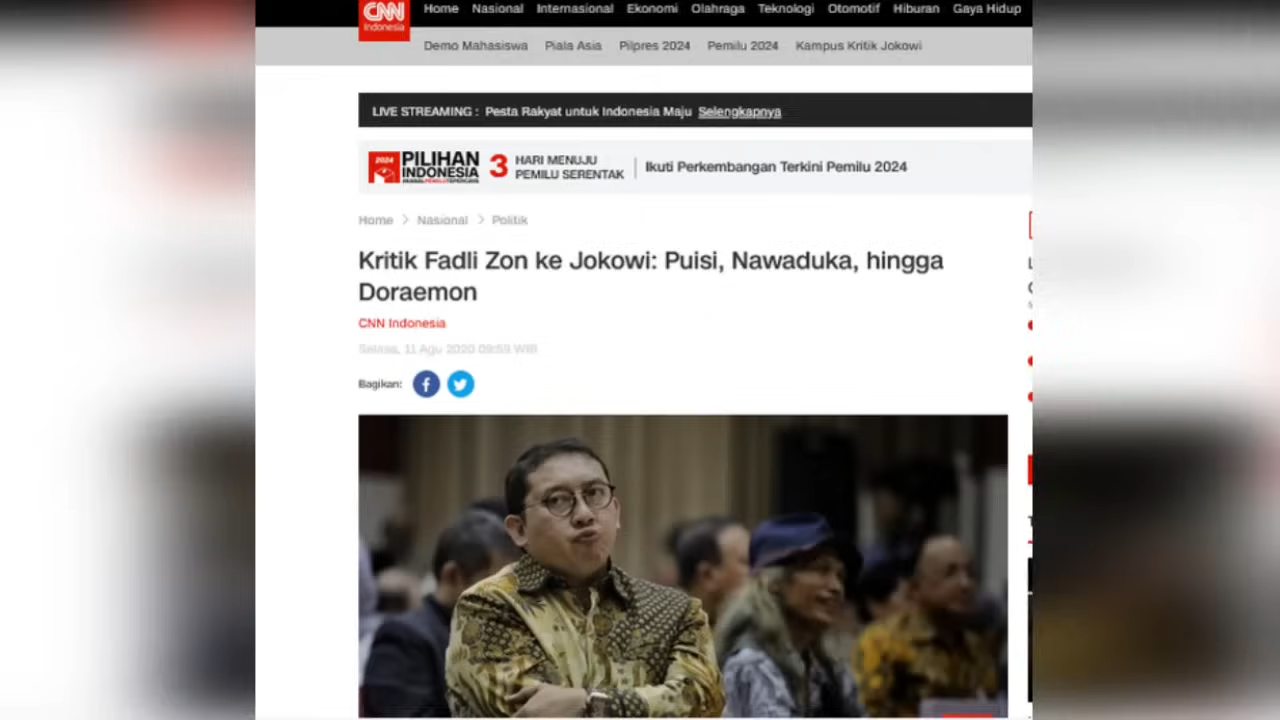 CNN
Indonesia
Home Nasional Internasional Ekonomi Olahraga Teknologi Otomotif Hiburan Gaya Hidup
Demo Mahasiswa Piala Asia Pilpres 2024 Pemilu 2024 Kampus Kritik Jokowi
LIVE STREAMING : Pesta Rakyat untuk Indonesia Maju Selengkapnya
2024 PILIHAN
INDONESIA
3 HARI MENUJU
PEMILU SERENTAK
Ikuti Perkembangan Terkini Pemilu 2024
Home > Nasional > Politik
Kritik Fadli Zon ke Jokowi: Puisi, Nawaduka, hingga
Doraemon
CNN Indonesia
Selasa, 11 Agu 2020 09:59 WIB
Bagikan: